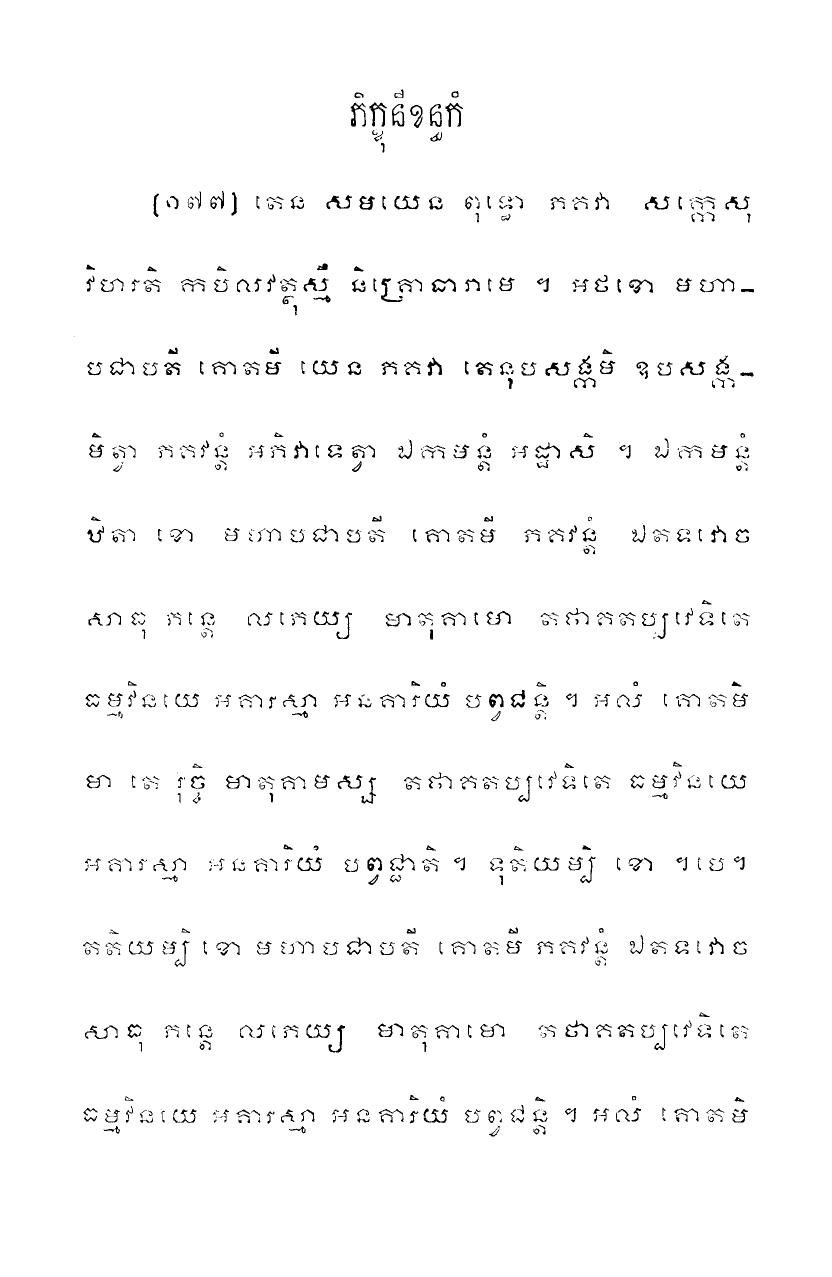 ភិក្ខុនីខន្ធកំ
[១៧៧] តេន សមយេន ពុទ្ធោ ភគវា សក្កេសុ
វិហរតិ កាបិលវត្ថុស្មឹ និគ្រោធារាមេ ។ អថខោ មហា-
បជាបតី គោតមី យេន ភគវា តេនុបសង្កមិ ឧបសង្ក-
មិត្វា ភគវន្តំ អភិវាទេត្វា ឯកមន្តំ អដ្ឋាសិ ។ ឯកមន្តំ
ឋិតា ខោ មហាបជាបតី គោតមី ភគវន្តំ ឯតទវោច
សាធុ ភន្តេ លភេយ្យ មាតុគាមោ តថាគតប្បវេទិតេ
ធម្មវិនយេ អគារស្មា អនគារិយំ បព្វជន្តិ ។ អលំ គោតមិ
មា តេ រុច្ចិ មាតុគាមស្ស តថាគតប្បវេទិតេ ធម្មវិនយេ
អគារស្មា អនគារិយំ បព្វជ្ជាតិ ។ ទុតិយម្បិ ខោ ។បេ។
តតិយម្បិ ខោ មហាបជាបតី គោតមី ភគវន្តំ ឯតទវោច
សាធុ ភន្តេ លភេយ្យ មាតុគាមោ តថាគតប្បវេទិតេ
ធម្មវិនយេ អគារស្មា អនគារិយំ បព្វជន្តិ ។ អលំ គោតមិ